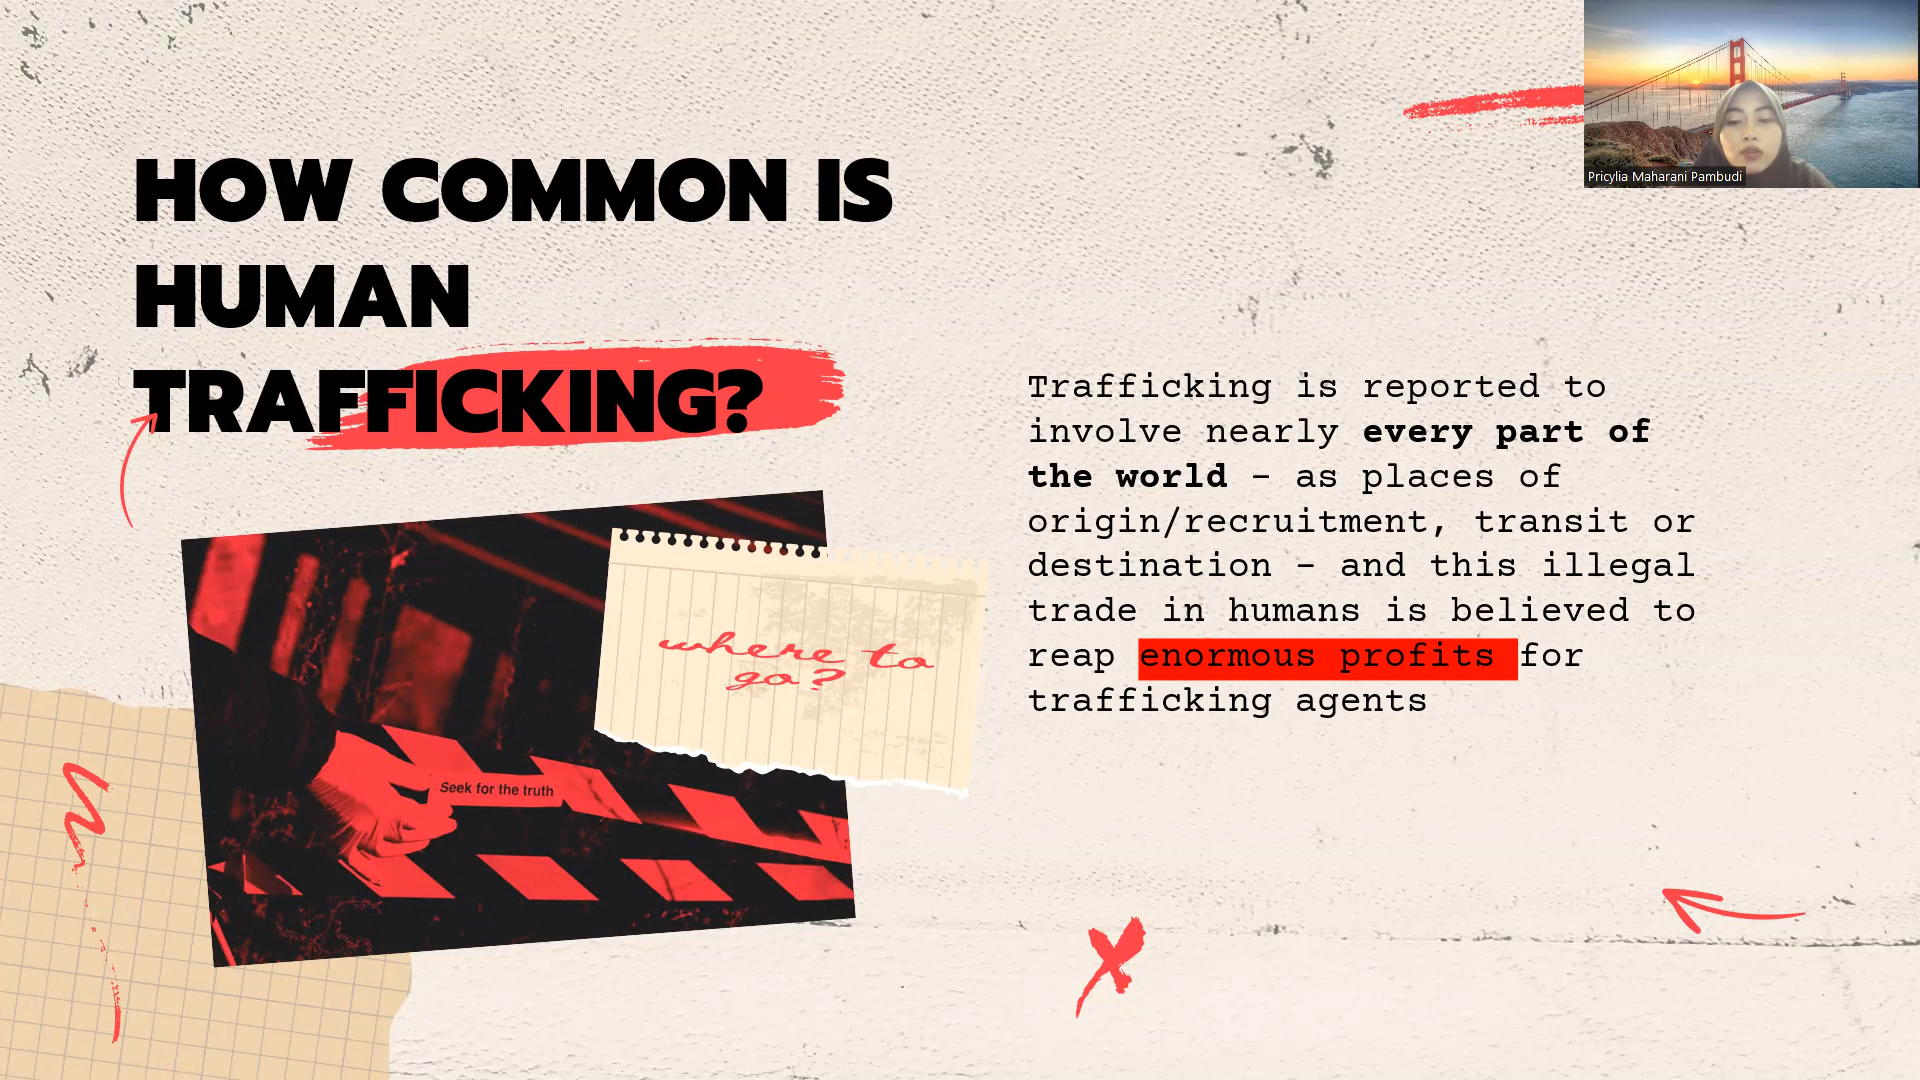 HOW COMMON IS
HUMAN
TRAFFICKING?
Pricylia Maharani Pambudi
Trafficking is reported to
involve nearly every part of
the world – as places of
origin/recruitment, transit or
destination – and this illegal
trade in humans is believed to
reap enormous profits for
trafficking agents
where to
go?
Seek for the truth